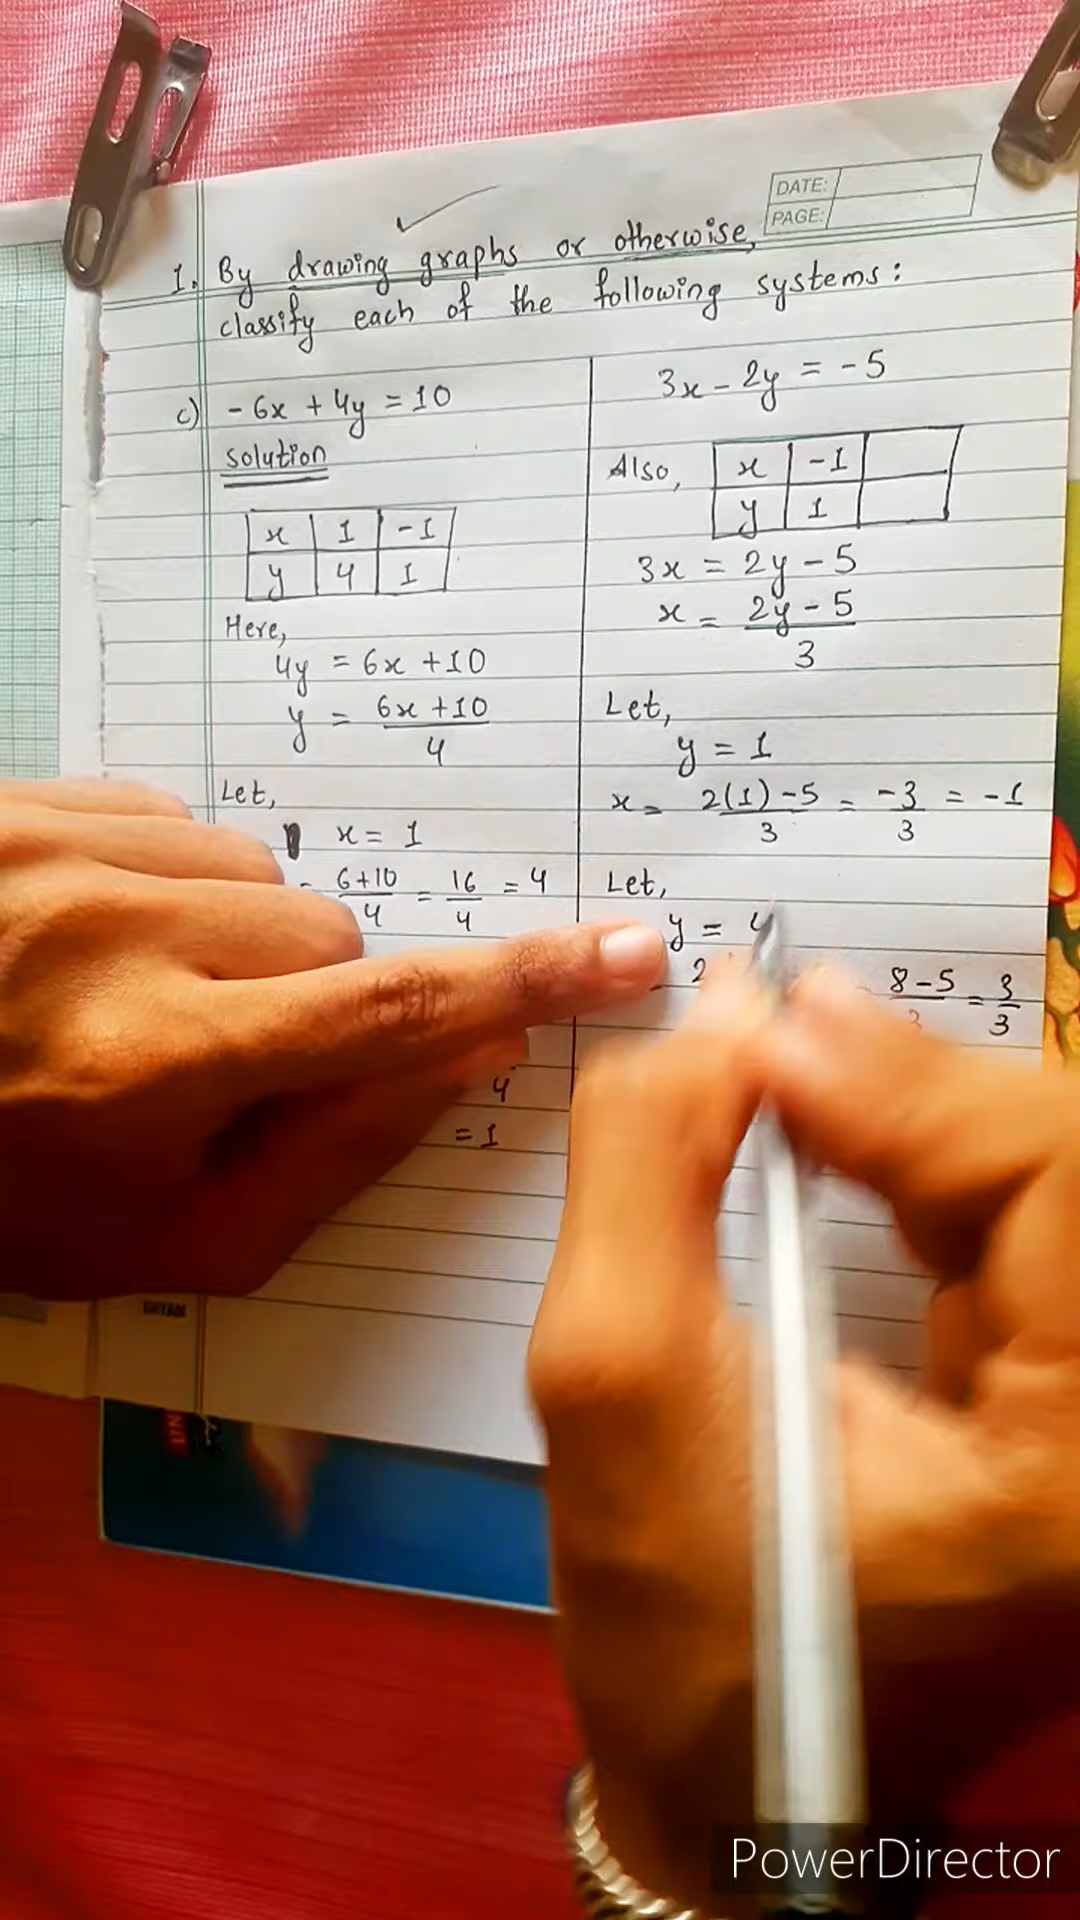 DATE:
PAGE:
1. By drawing graphs or otherwise,
classify each of the following systems:
c) -6x + 4y = 10
solution
x 1 -1
y 4 1
Here,
4y = 6x + 10
y = 6x + 10 / 4
Let,
x = 1
= 6+10 / 4 = 16 / 4 = 4
4
= 1
3x - 2y = -5
Also,
x -1
y 1
3x = 2y - 5
x = 2y - 5 / 3
Let,
y = 1
x = 2(1) - 5 / 3 = -3 / 3 = -1
Let,
y = 4
2
8 - 5 / 3 = 3 / 3
PowerDirector